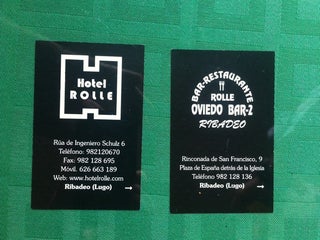 Hotel
ROLLE
Rúa de Ingeniero Schulz 6
Teléfono: 982120670
Fax: 982 128 695
Móvil. 626 663 189
Web: www.hotelrolle.com
Ribadeo (Lugo)
BAR-RESTAURANTE
ROLLE
OVIEDO BAR-2
RIBADEO
Rinconada de San Francisco, 9
Plaza de España detrás de la Iglesia
Teléfono 982 128 136
Ribadeo (Lugo)